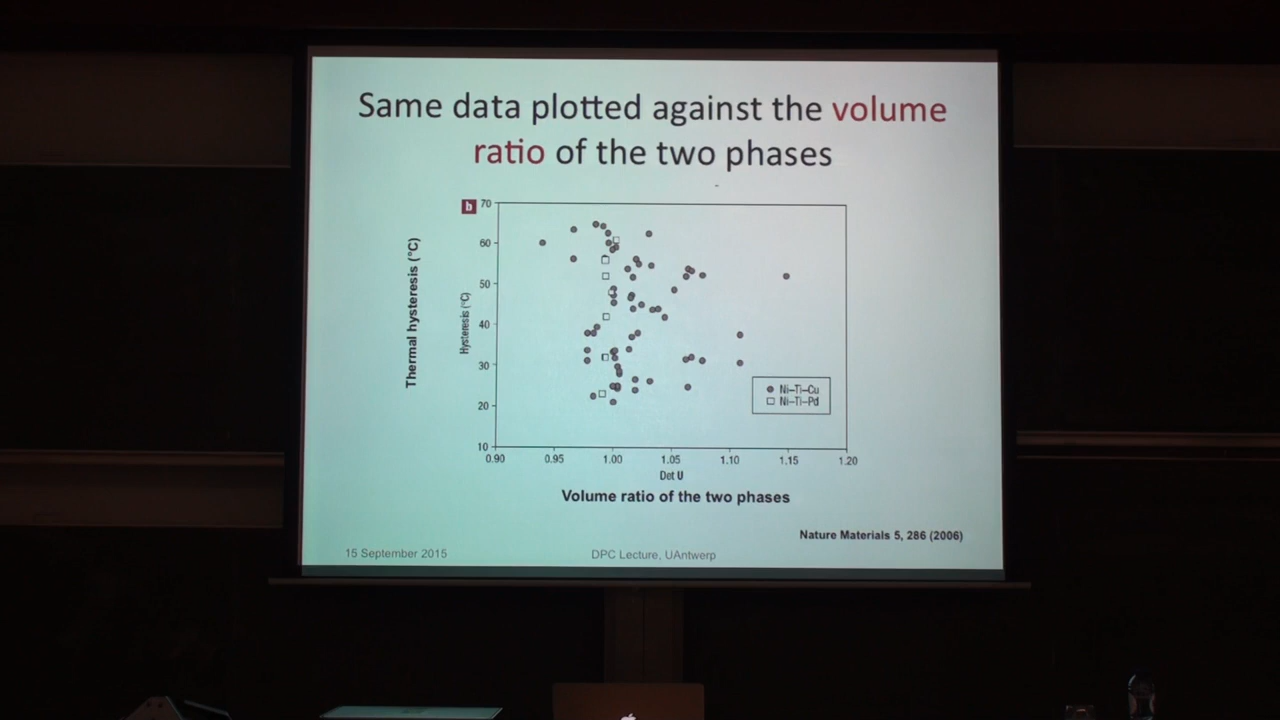 Same data plotted against the volume
ratio of the two phases
b
70
60
50
40
30
20
10
Thermal hysteresis (°C)
Hysteresis (°C)
Ni–Ti–Cu
Ni–Ti–Pd
0.90 0.95 1.00 1.05 1.10 1.15 1.20
Det U
Volume ratio of the two phases
Nature Materials 5, 286 (2006)
15 September 2015 DPC Lecture, UAntwerp